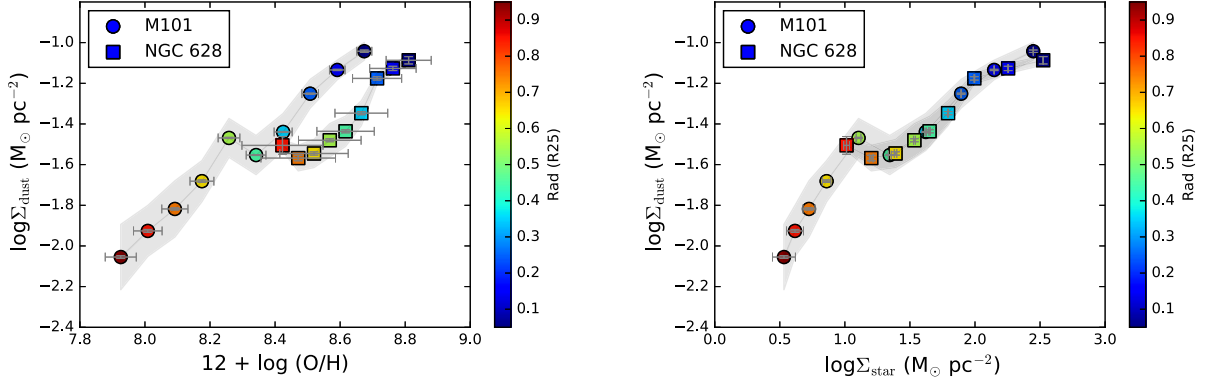 M101
NGC 628
−1.0
−1.2
−1.4
−1.6
−1.8
−2.0
−2.2
−2.4
logΣdust (M⊙ pc−2)
7.8 8.0 8.2 8.4 8.6 8.8 9.0
12 + log (O/H)
0.9
0.8
0.7
0.6
0.5
0.4
0.3
0.2
0.1
Rad (R25)
M101
NGC 628
−1.0
−1.2
−1.4
−1.6
−1.8
−2.0
−2.2
−2.4
logΣdust (M⊙ pc−2)
0.0 0.5 1.0 1.5 2.0 2.5 3.0
logΣstar (M⊙ pc−2)
0.9
0.8
0.7
0.6
0.5
0.4
0.3
0.2
0.1
Rad (R25)